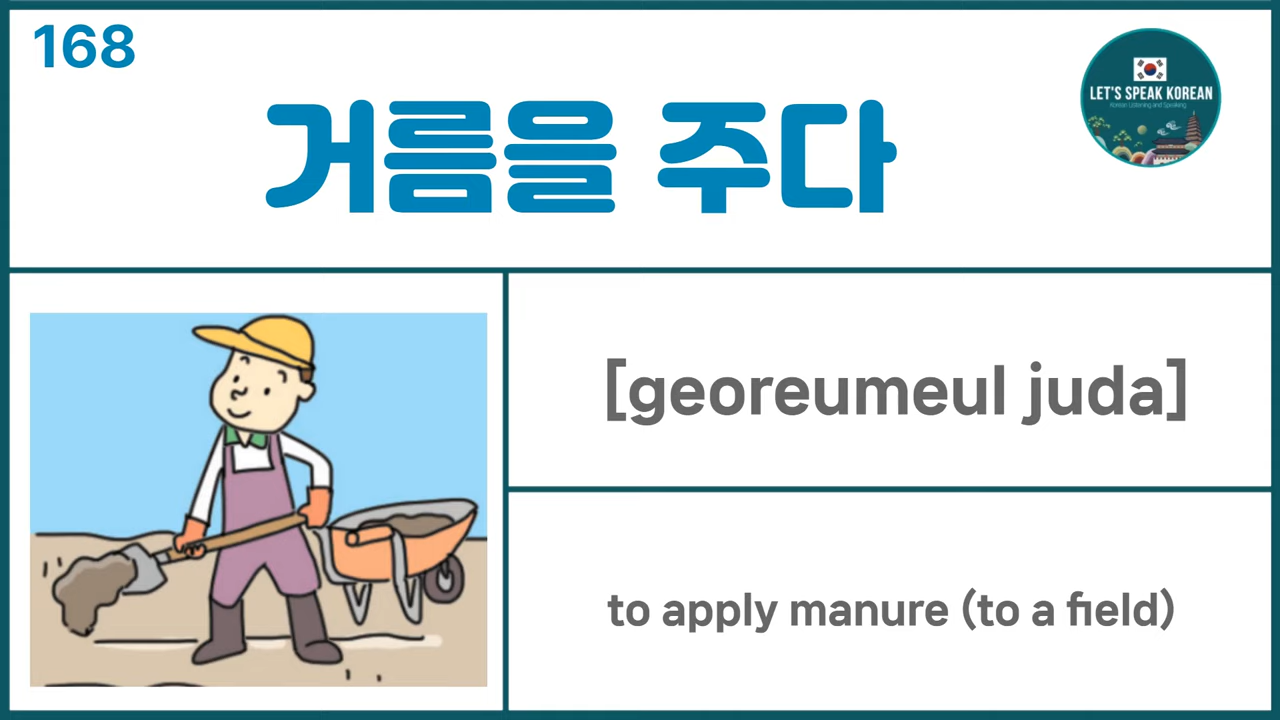 168
거름을 주다
LET'S SPEAK KOREAN
Korean Listening and Speaking
[georeumeul juda]
to apply manure (to a field)